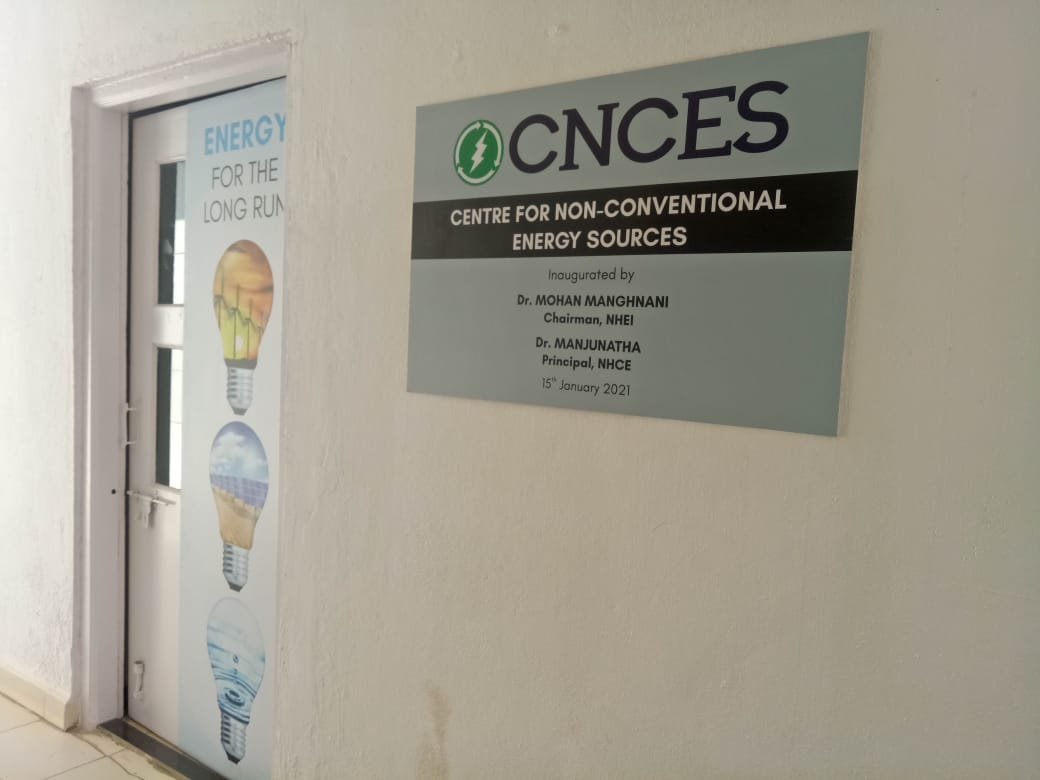 ENERGY
FOR THE
LONG RUN
CNCES
CENTRE FOR NON-CONVENTIONAL
ENERGY SOURCES
Inaugurated by
Dr. MOHAN MANGHNANI
Chairman, NHEI
Dr. MANJUNATHA
Principal, NHCE
15th January 2021